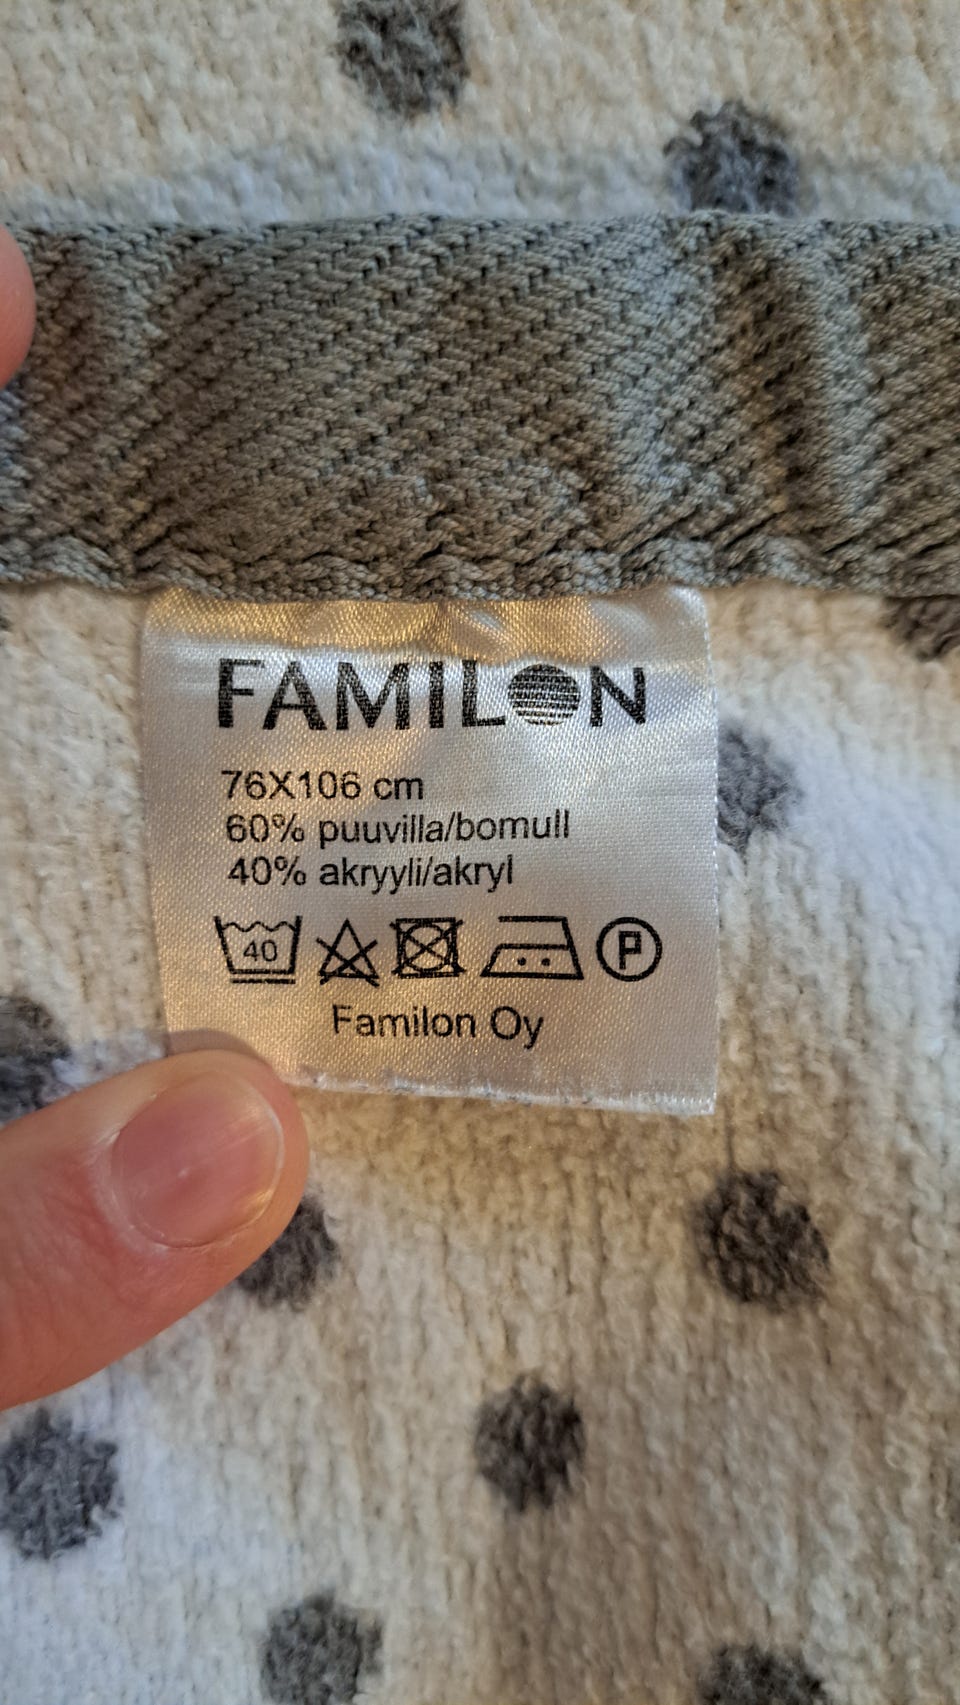 FAMILON
76X106 cm
60% puuvilla/bomull
40% akryyli/akryl
40 P
Familon Oy